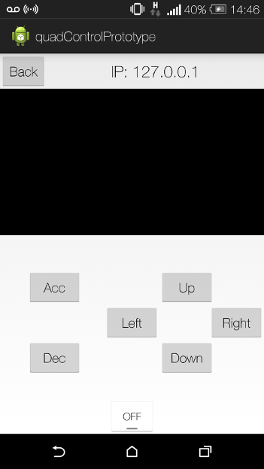 H 40% 14:46
quadControlPrototype
Back IP: 127.0.0.1
Acc Up
Left Right
Dec Down
OFF